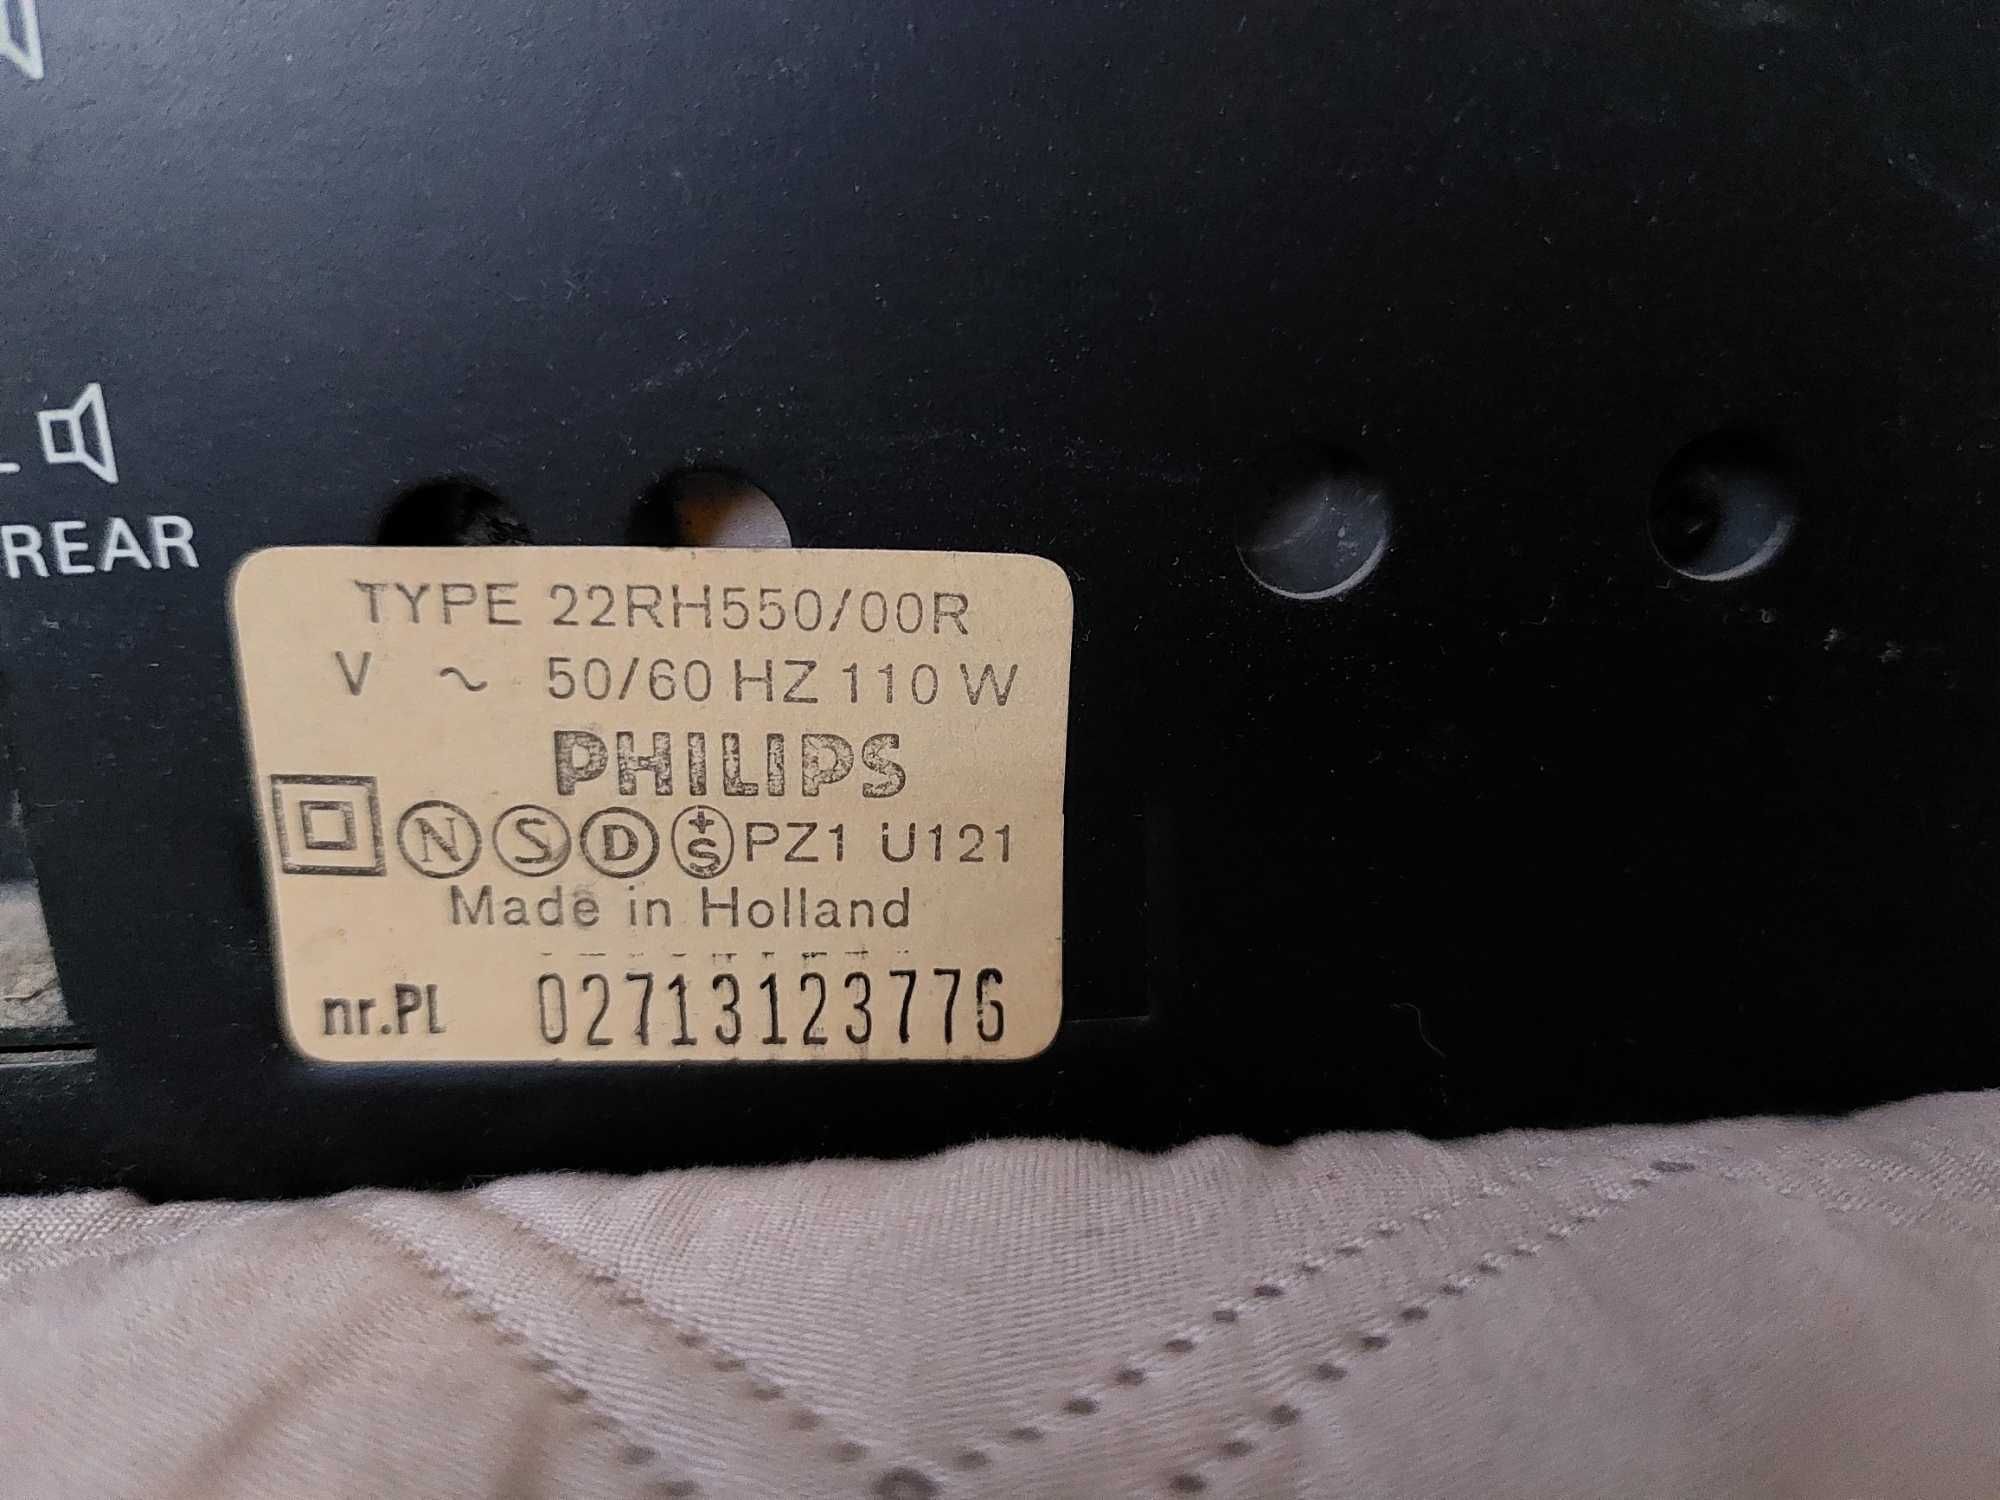 L
REAR
TYPE 22RH550/00R
V ~ 50/60 HZ 110 W
PHILIPS
N S D +S PZ1 U121
Made in Holland
nr.PL 02713123776